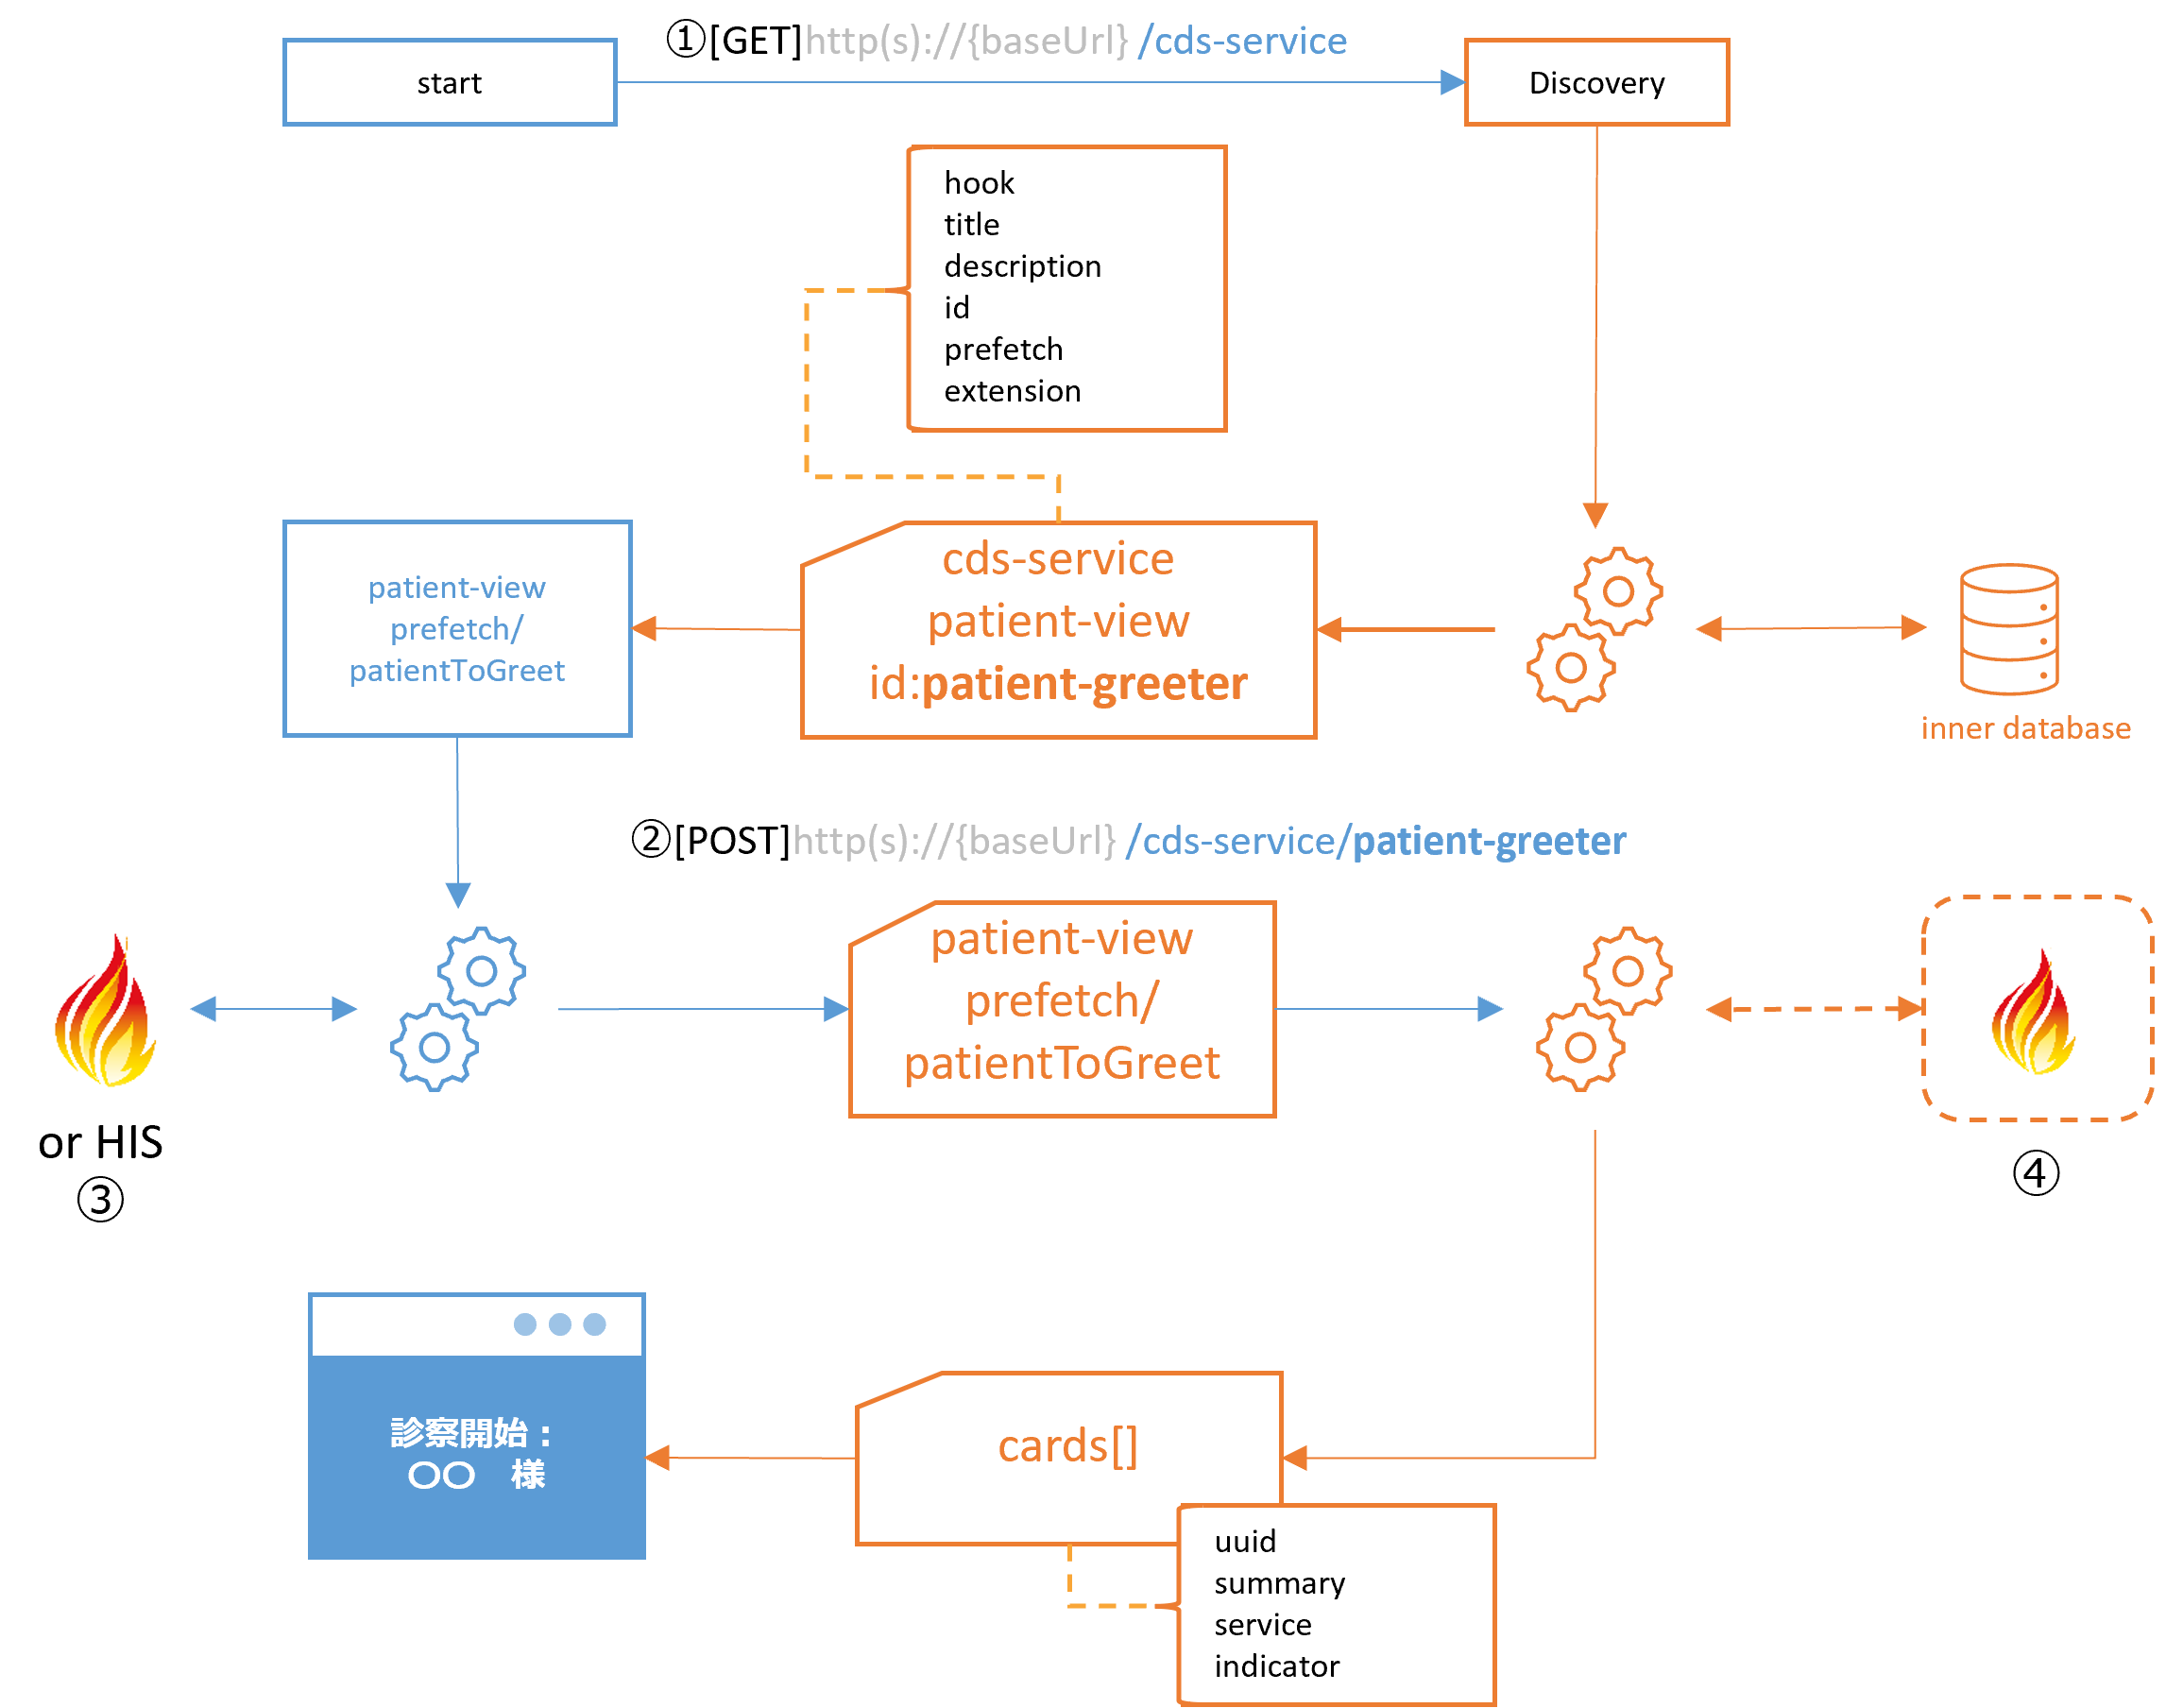 ①[GET]http(s)://{baseUrl} /cds-service
start
Discovery
hook
title
description
id
prefetch
extension
patient-view
prefetch/
patientToGreet
cds-service
patient-view
id:patient-greeter
inner database
②[POST]http(s)://{baseUrl} /cds-service/patient-greeter
patient-view
prefetch/
patientToGreet
or HIS
③
④
診察開始：
〇〇　様
cards[]
uuid
summary
service
indicator